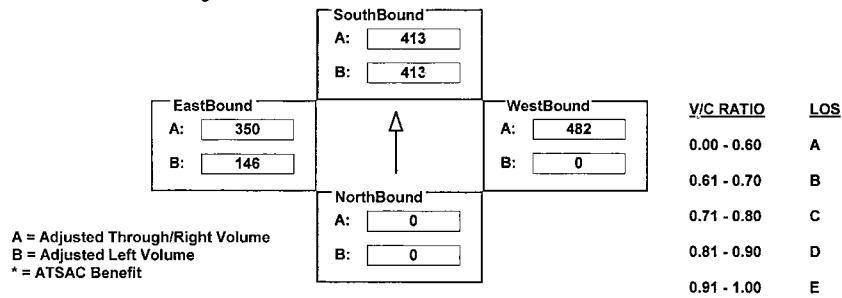 SouthBound
A: 413
B: 413
EastBound
A: 350
B: 146
WestBound
A: 482
B: 0
NorthBound
A: 0
B: 0
A = Adjusted Through/Right Volume
B = Adjusted Left Volume
* = ATSAC Benefit
V/C RATIO LOS
0.00 - 0.60 A
0.61 - 0.70 B
0.71 - 0.80 C
0.81 - 0.90 D
0.91 - 1.00 E